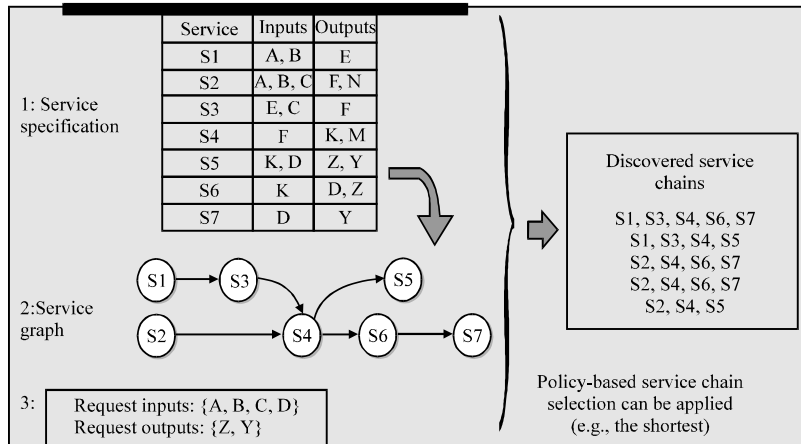 Service Inputs Outputs
S1 A, B E
S2 A, B, C F, N
S3 E, C F
S4 F K, M
S5 K, D Z, Y
S6 K D, Z
S7 D Y
1: Service
specification
Discovered service
chains
S1, S3, S4, S6, S7
S1, S3, S4, S5
S2, S4, S6, S7
S2, S4, S6, S7
S2, S4, S5
2:Service
graph
S1 S3 S5
S2 S4 S6 S7
3:
Request inputs: {A, B, C, D}
Request outputs: {Z, Y}
Policy-based service chain
selection can be applied
(e.g., the shortest)